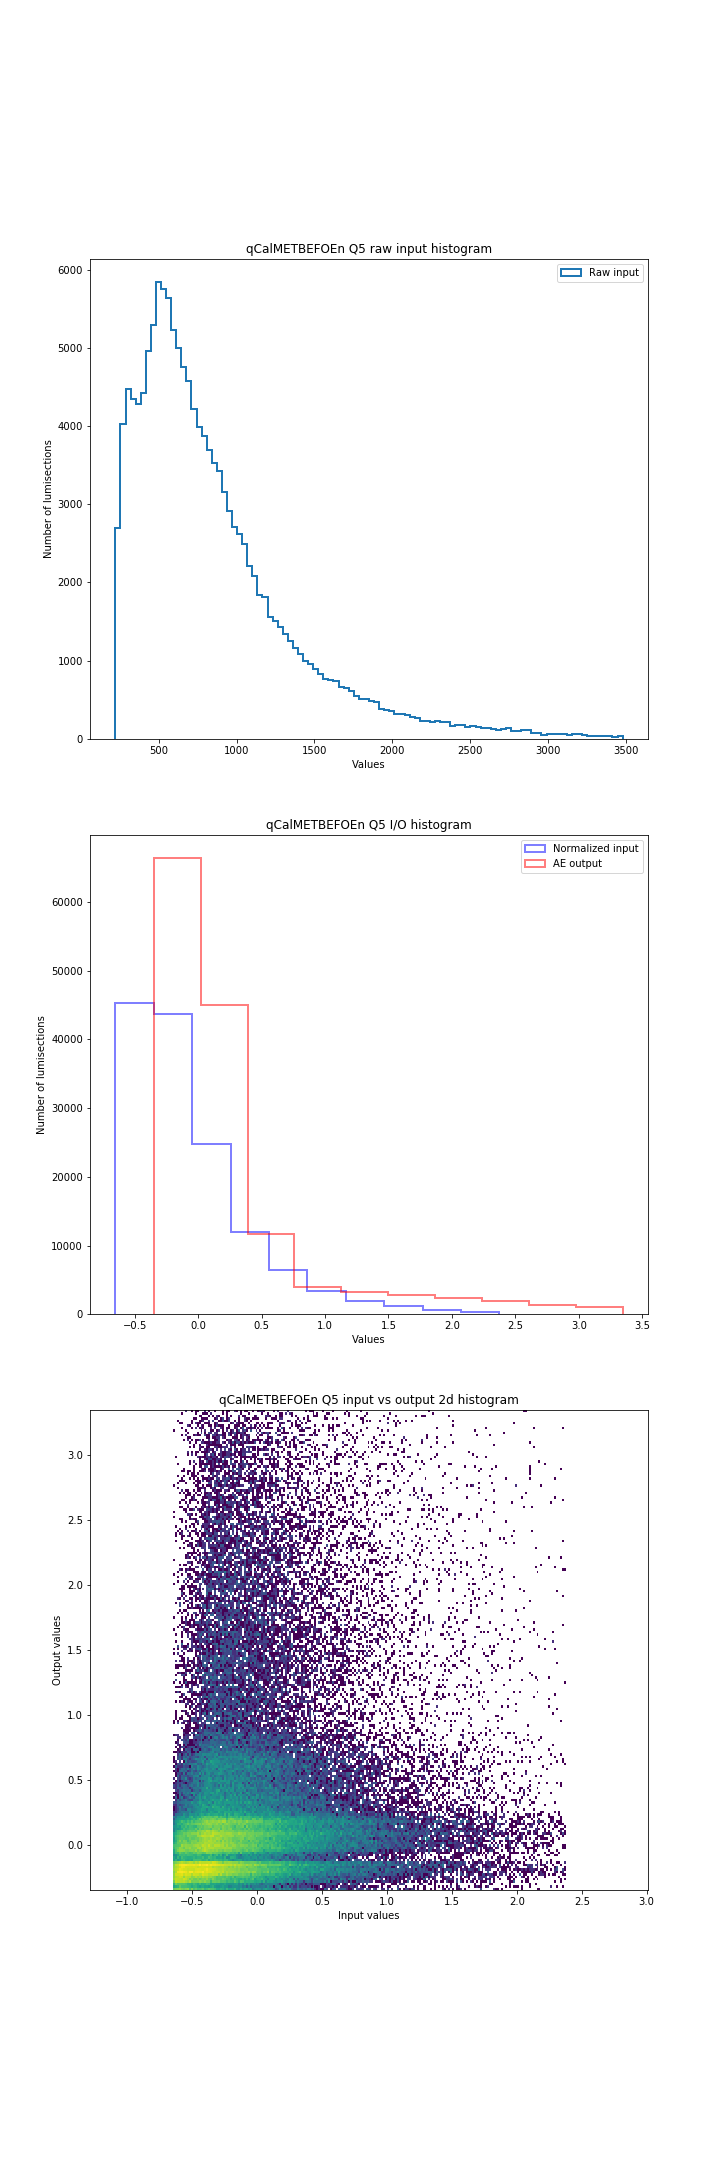 qCalMETBEFOEn Q5 raw input histogram
Raw input
Number of lumisections
6000
5000
4000
3000
2000
1000
0
500 1000 1500 2000 2500 3000 3500
Values
qCalMETBEFOEn Q5 I/O histogram
Normalized input
AE output
Number of lumisections
60000
50000
40000
30000
20000
10000
0
−0.5 0.0 0.5 1.0 1.5 2.0 2.5 3.0 3.5
Values
qCalMETBEFOEn Q5 input vs output 2d histogram
Output values
3.0
2.5
2.0
1.5
1.0
0.5
0.0
−1.0 −0.5 0.0 0.5 1.0 1.5 2.0 2.5 3.0
Input values